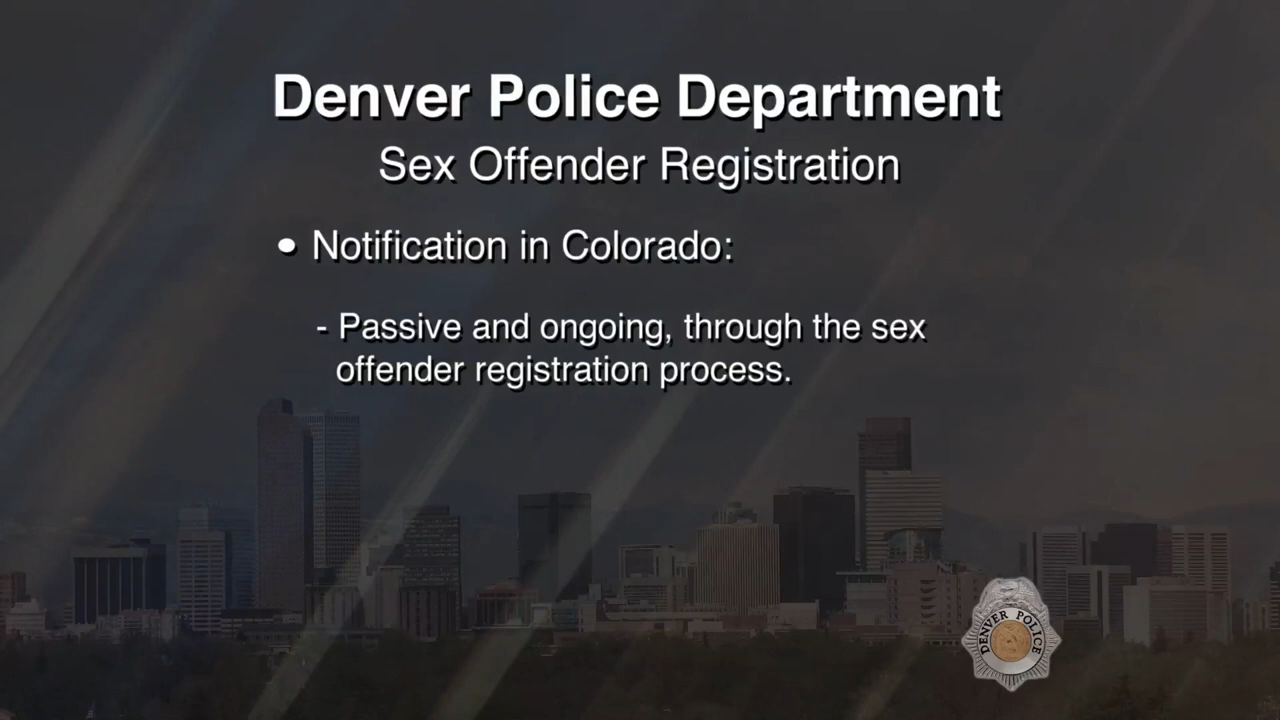 Denver Police Department
Sex Offender Registration
• Notification in Colorado:
- Passive and ongoing, through the sex
offender registration process.
DENVER POLICE